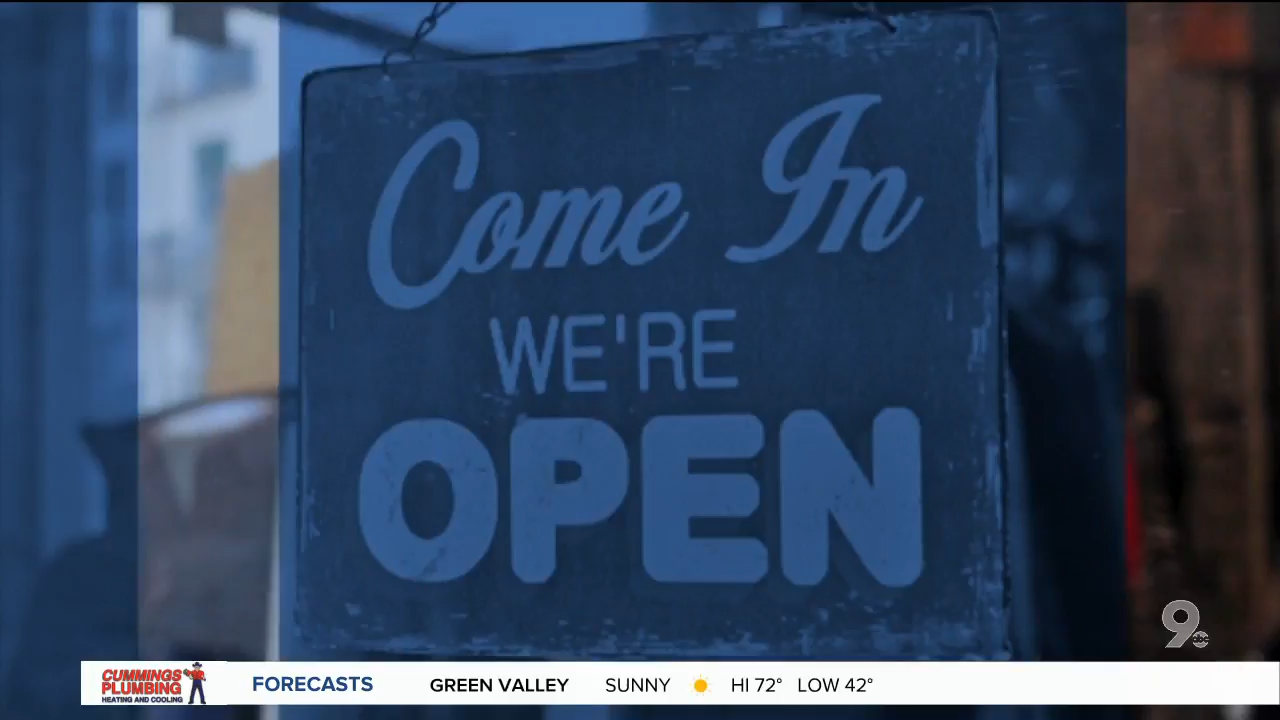 Come In
WE'RE
OPEN
9
abc
CUMMINGS
PLUMBING
HEATING AND COOLING
FORECASTS GREEN VALLEY SUNNY HI 72° LOW 42°